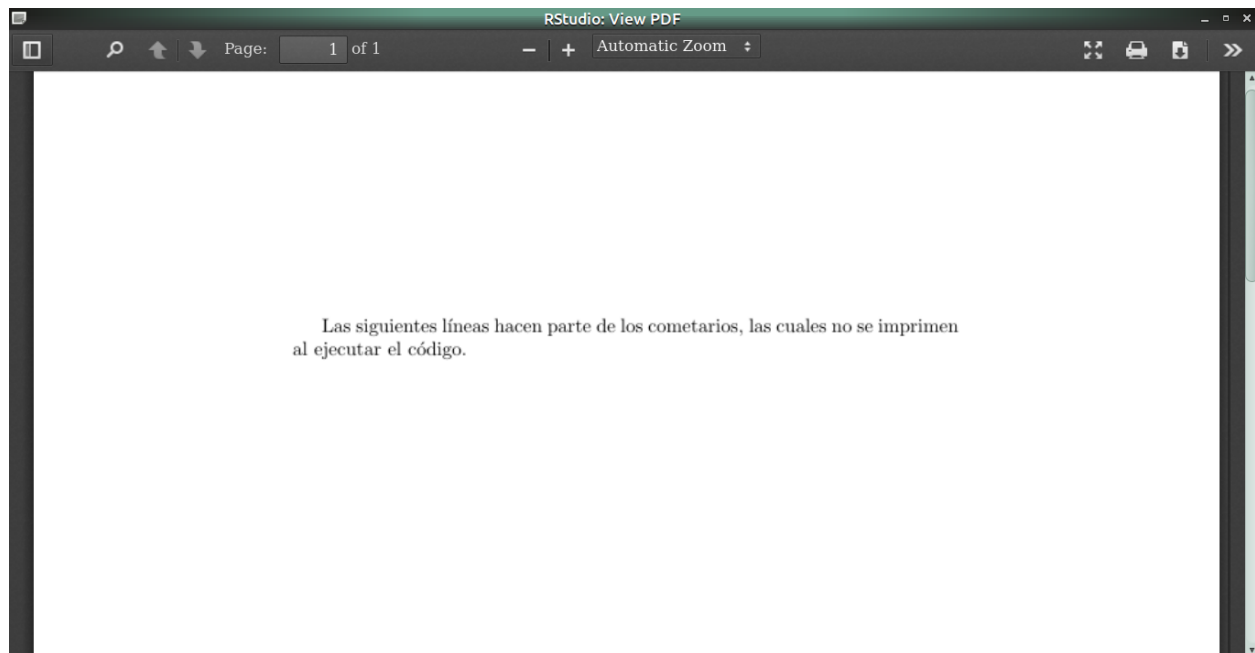 RStudio: View PDF
Page: 1 of 1 Automatic Zoom
Las siguientes líneas hacen parte de los cometarios, las cuales no se imprimen
al ejecutar el código.